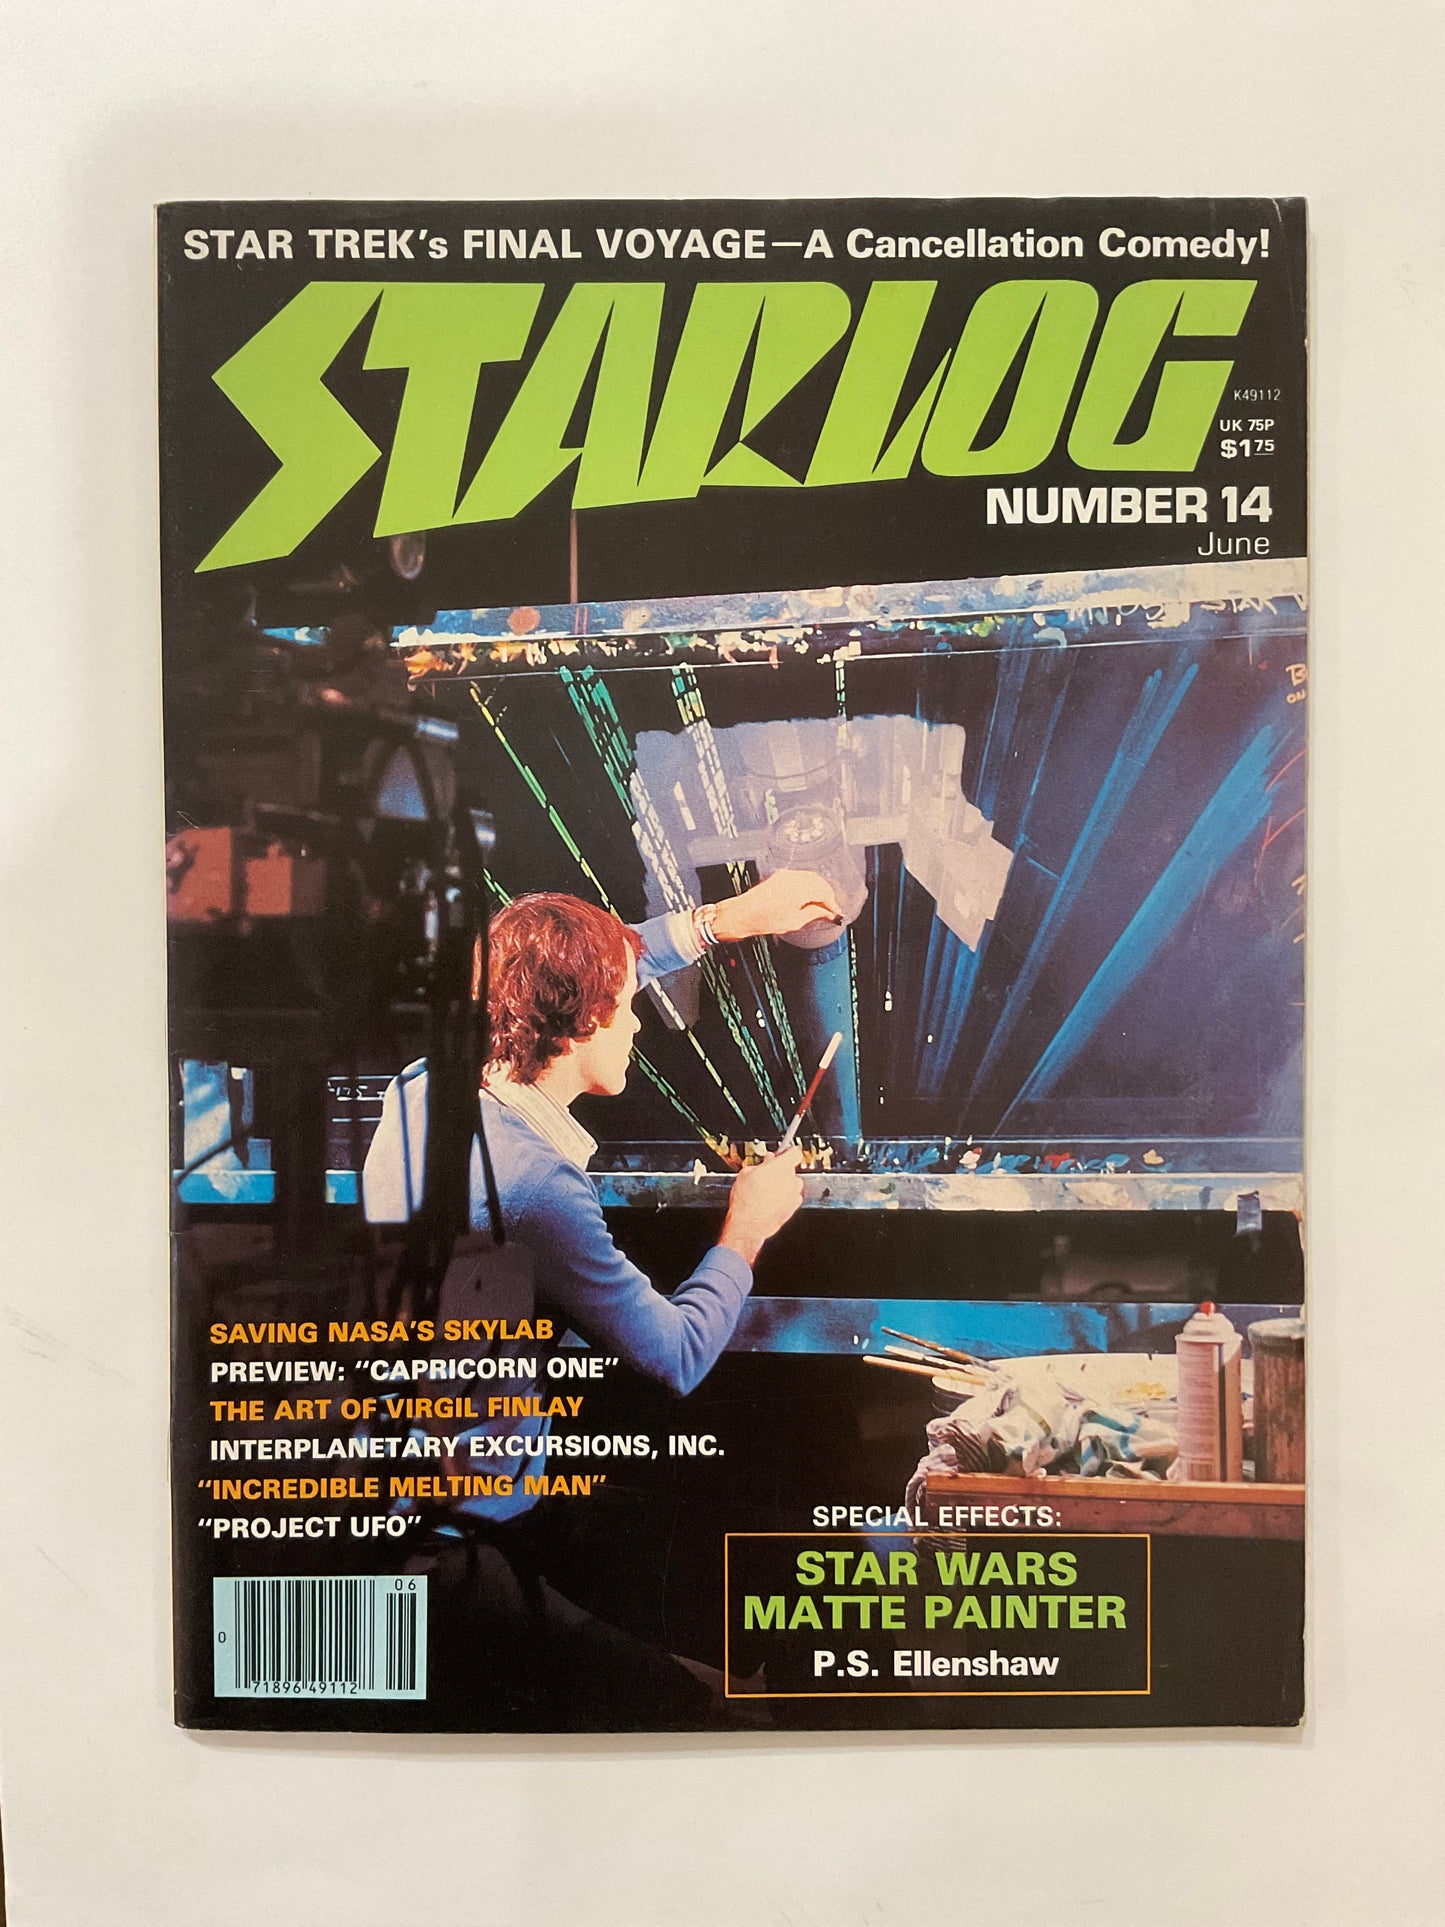 STAR TREK's FINAL VOYAGE—A Cancellation Comedy!
STARLOG
K49112
UK 75P
$1.75
NUMBER 14
June
SAVING NASA'S SKYLAB
PREVIEW: "CAPRICORN ONE"
THE ART OF VIRGIL FINLAY
INTERPLANETARY EXCURSIONS, INC.
"INCREDIBLE MELTING MAN"
"PROJECT UFO"
SPECIAL EFFECTS:
STAR WARS
MATTE PAINTER
P.S. Ellenshaw
06
0
71896 49112